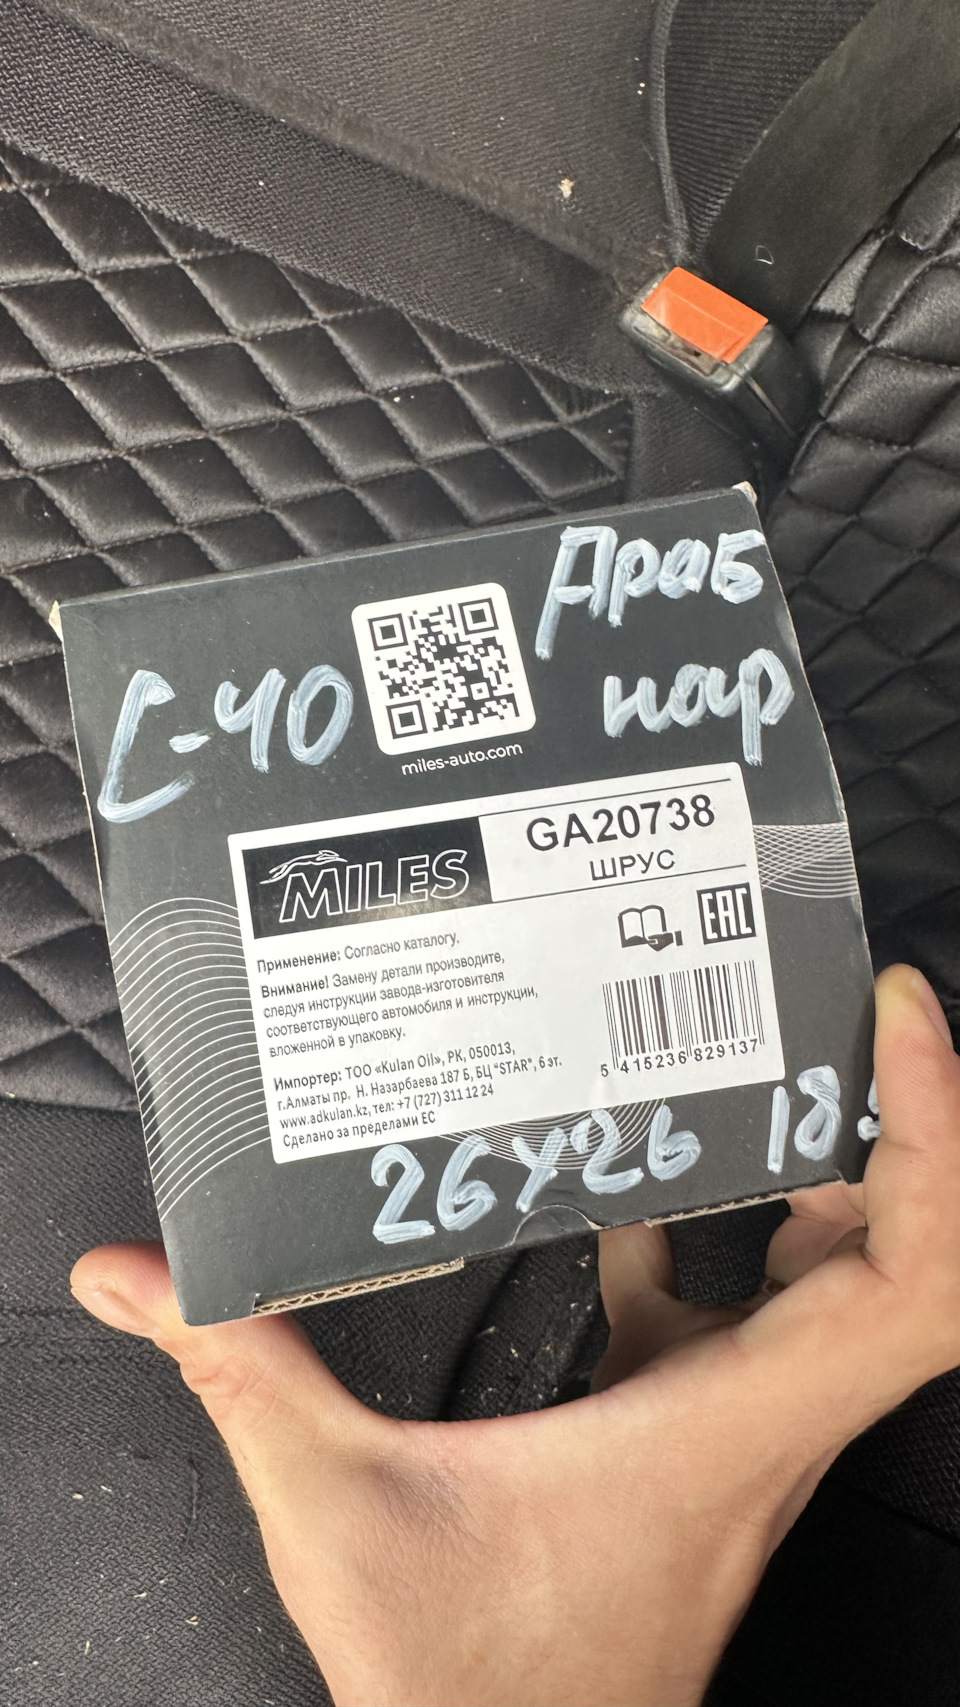 Араб
нар
С-40
miles-auto.com
MILES
GA20738
ШРУС
EAC
Применение: Согласно каталогу.
Внимание! Замену детали производите,
следуя инструкции завода-изготовителя
соответствующего автомобиля и инструкции,
вложенной в упаковку.
Импортер: ТОО «Kulan Oil», РК, 050013,
г.Алматы пр. Н. Назарбаева 187 Б, БЦ "STAR", 6 эт.
www.adkulan.kz, тел: +7 (727) 311 12 24
Сделано за пределами ЕС
5 415236 829137
26х26